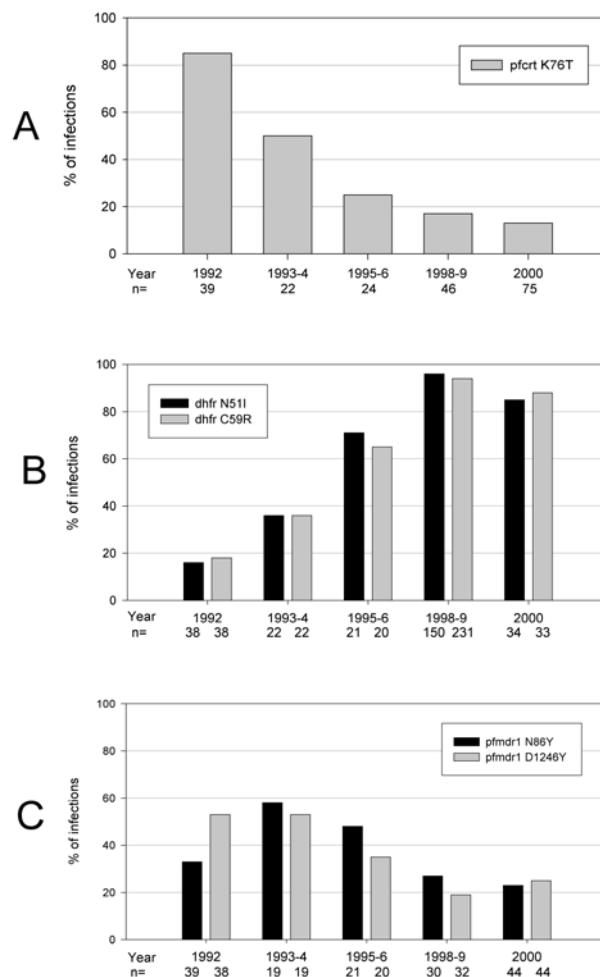 A
% of infections
100
80
60
40
20
0
pfcrt K76T
Year 1992 1993-4 1995-6 1998-9 2000
n= 39 22 24 46 75
B
% of infections
100
80
60
40
20
0
dhfr N51I
dhfr C59R
Year 1992 1993-4 1995-6 1998-9 2000
n= 38 38 22 22 21 20 150 231 34 33
C
% of infections
100
80
60
40
20
0
pfmdr1 N86Y
pfmdr1 D1246Y
Year 1992 1993-4 1995-6 1998-9 2000
n= 39 38 19 19 21 20 30 32 44 44